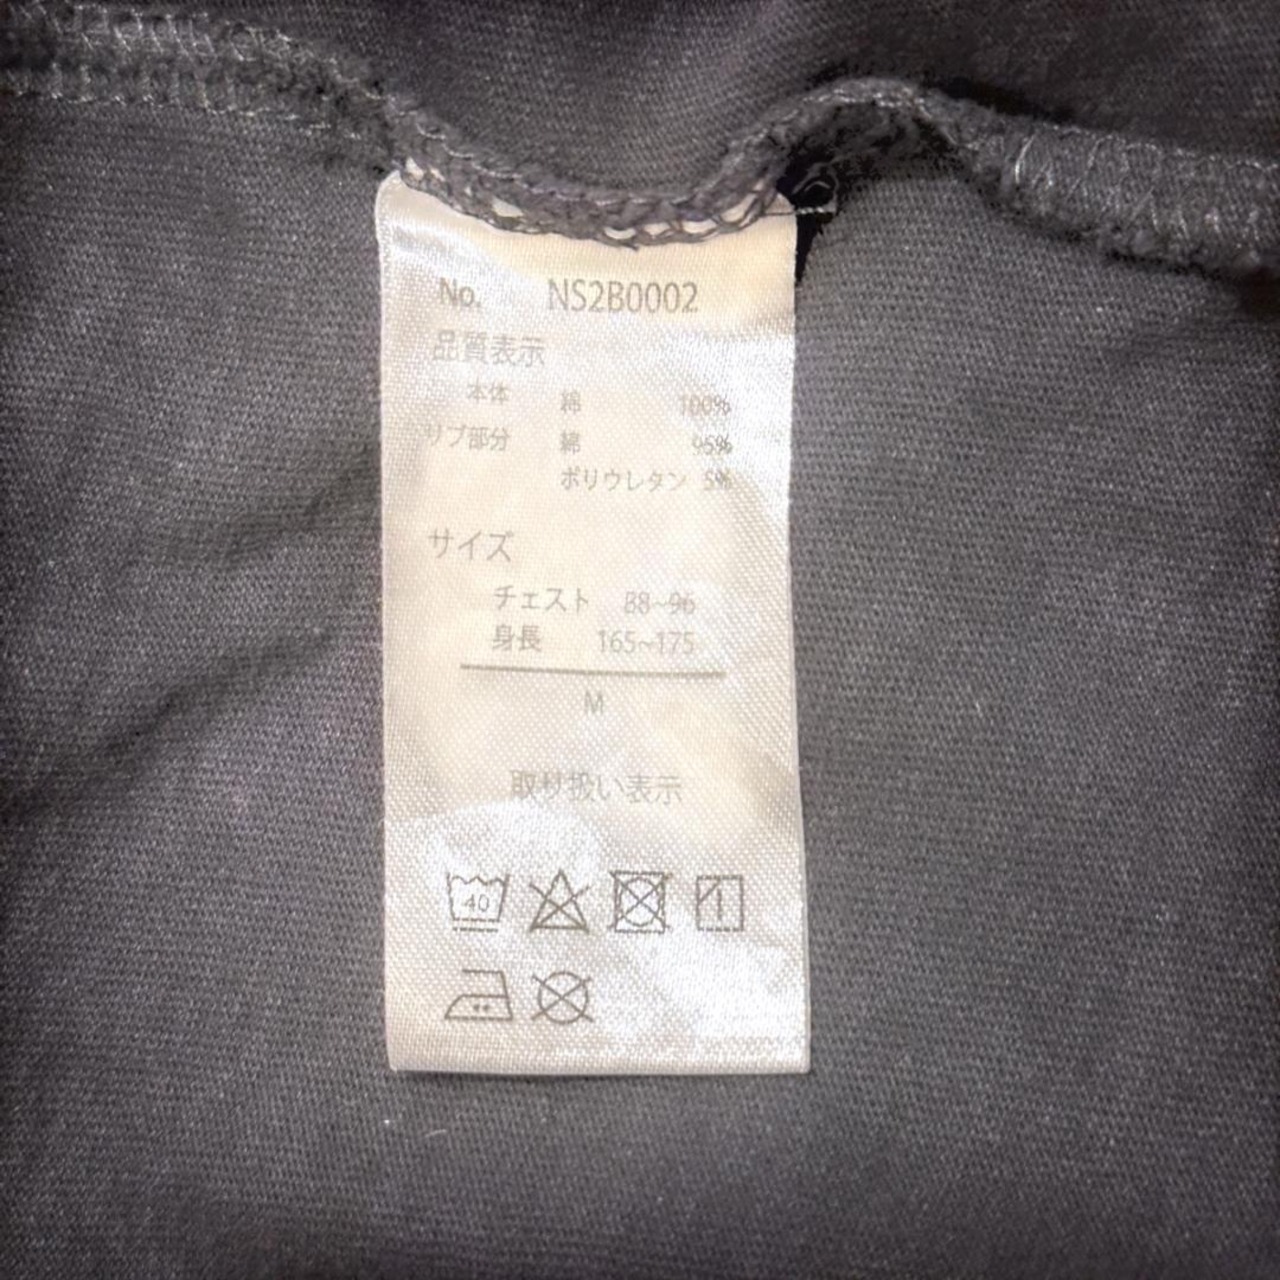 No. NS2B0002
品質表示
本体 綿 100%
リブ部分 綿 95%
ポリウレタン 5%
サイズ
チェスト 88~96
身長 165~175
M
取り扱い表示
40